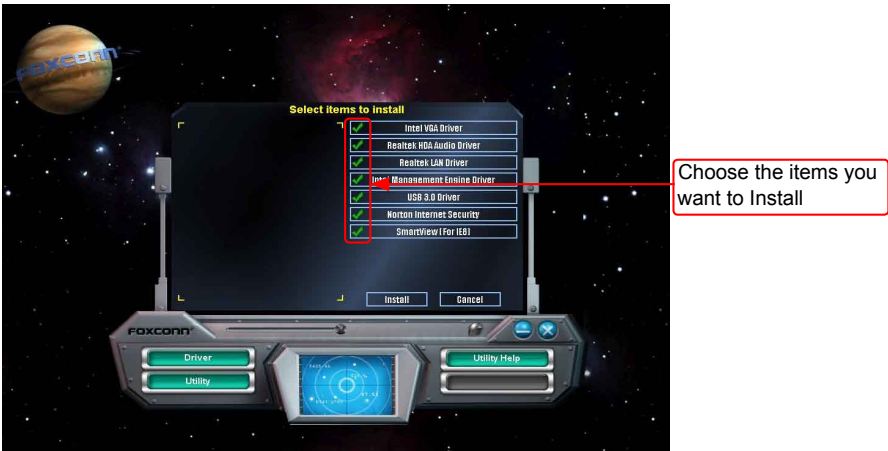 FOXCONN
Select items to install
Intel VGA Driver
Realtek HDA Audio Driver
Realtek LAN Driver
Intel Management Engine Driver
USB 3.0 Driver
Norton Internet Security
SmartView (For IE8)
Install Cancel
Choose the items you
want to Install
FOXCONN
Driver
Utility
Utility Help